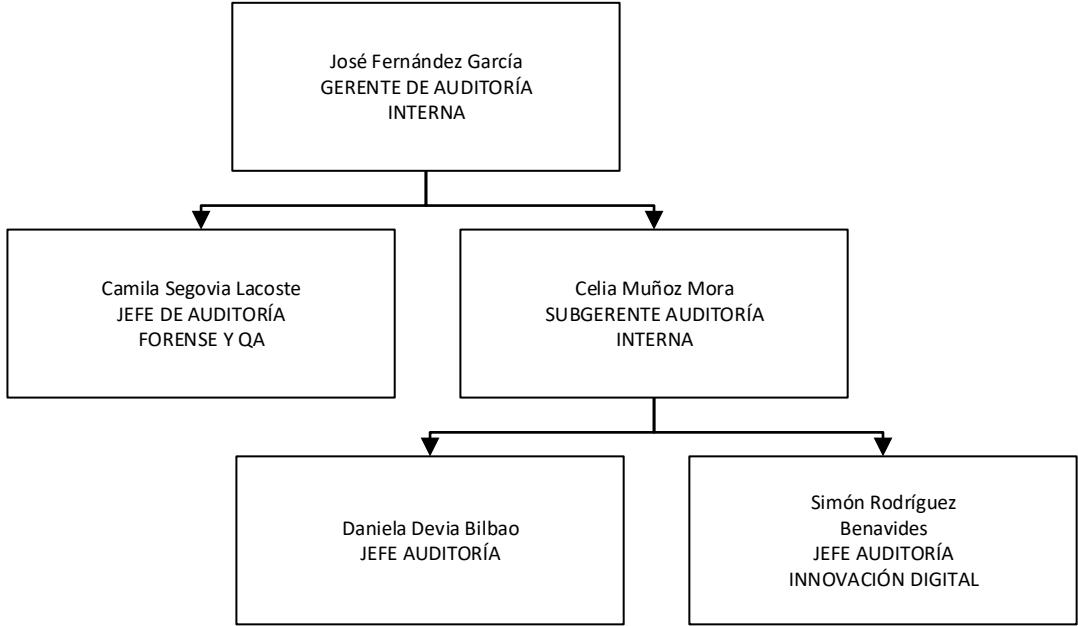 José Fernández García
GERENTE DE AUDITORÍA
INTERNA
Camila Segovia Lacoste
JEFE DE AUDITORÍA
FORENSE Y QA
Celia Muñoz Mora
SUBGERENTE AUDITORÍA
INTERNA
Daniela Devia Bilbao
JEFE AUDITORÍA
Simón Rodríguez
Benavides
JEFE AUDITORÍA
INNOVACIÓN DIGITAL